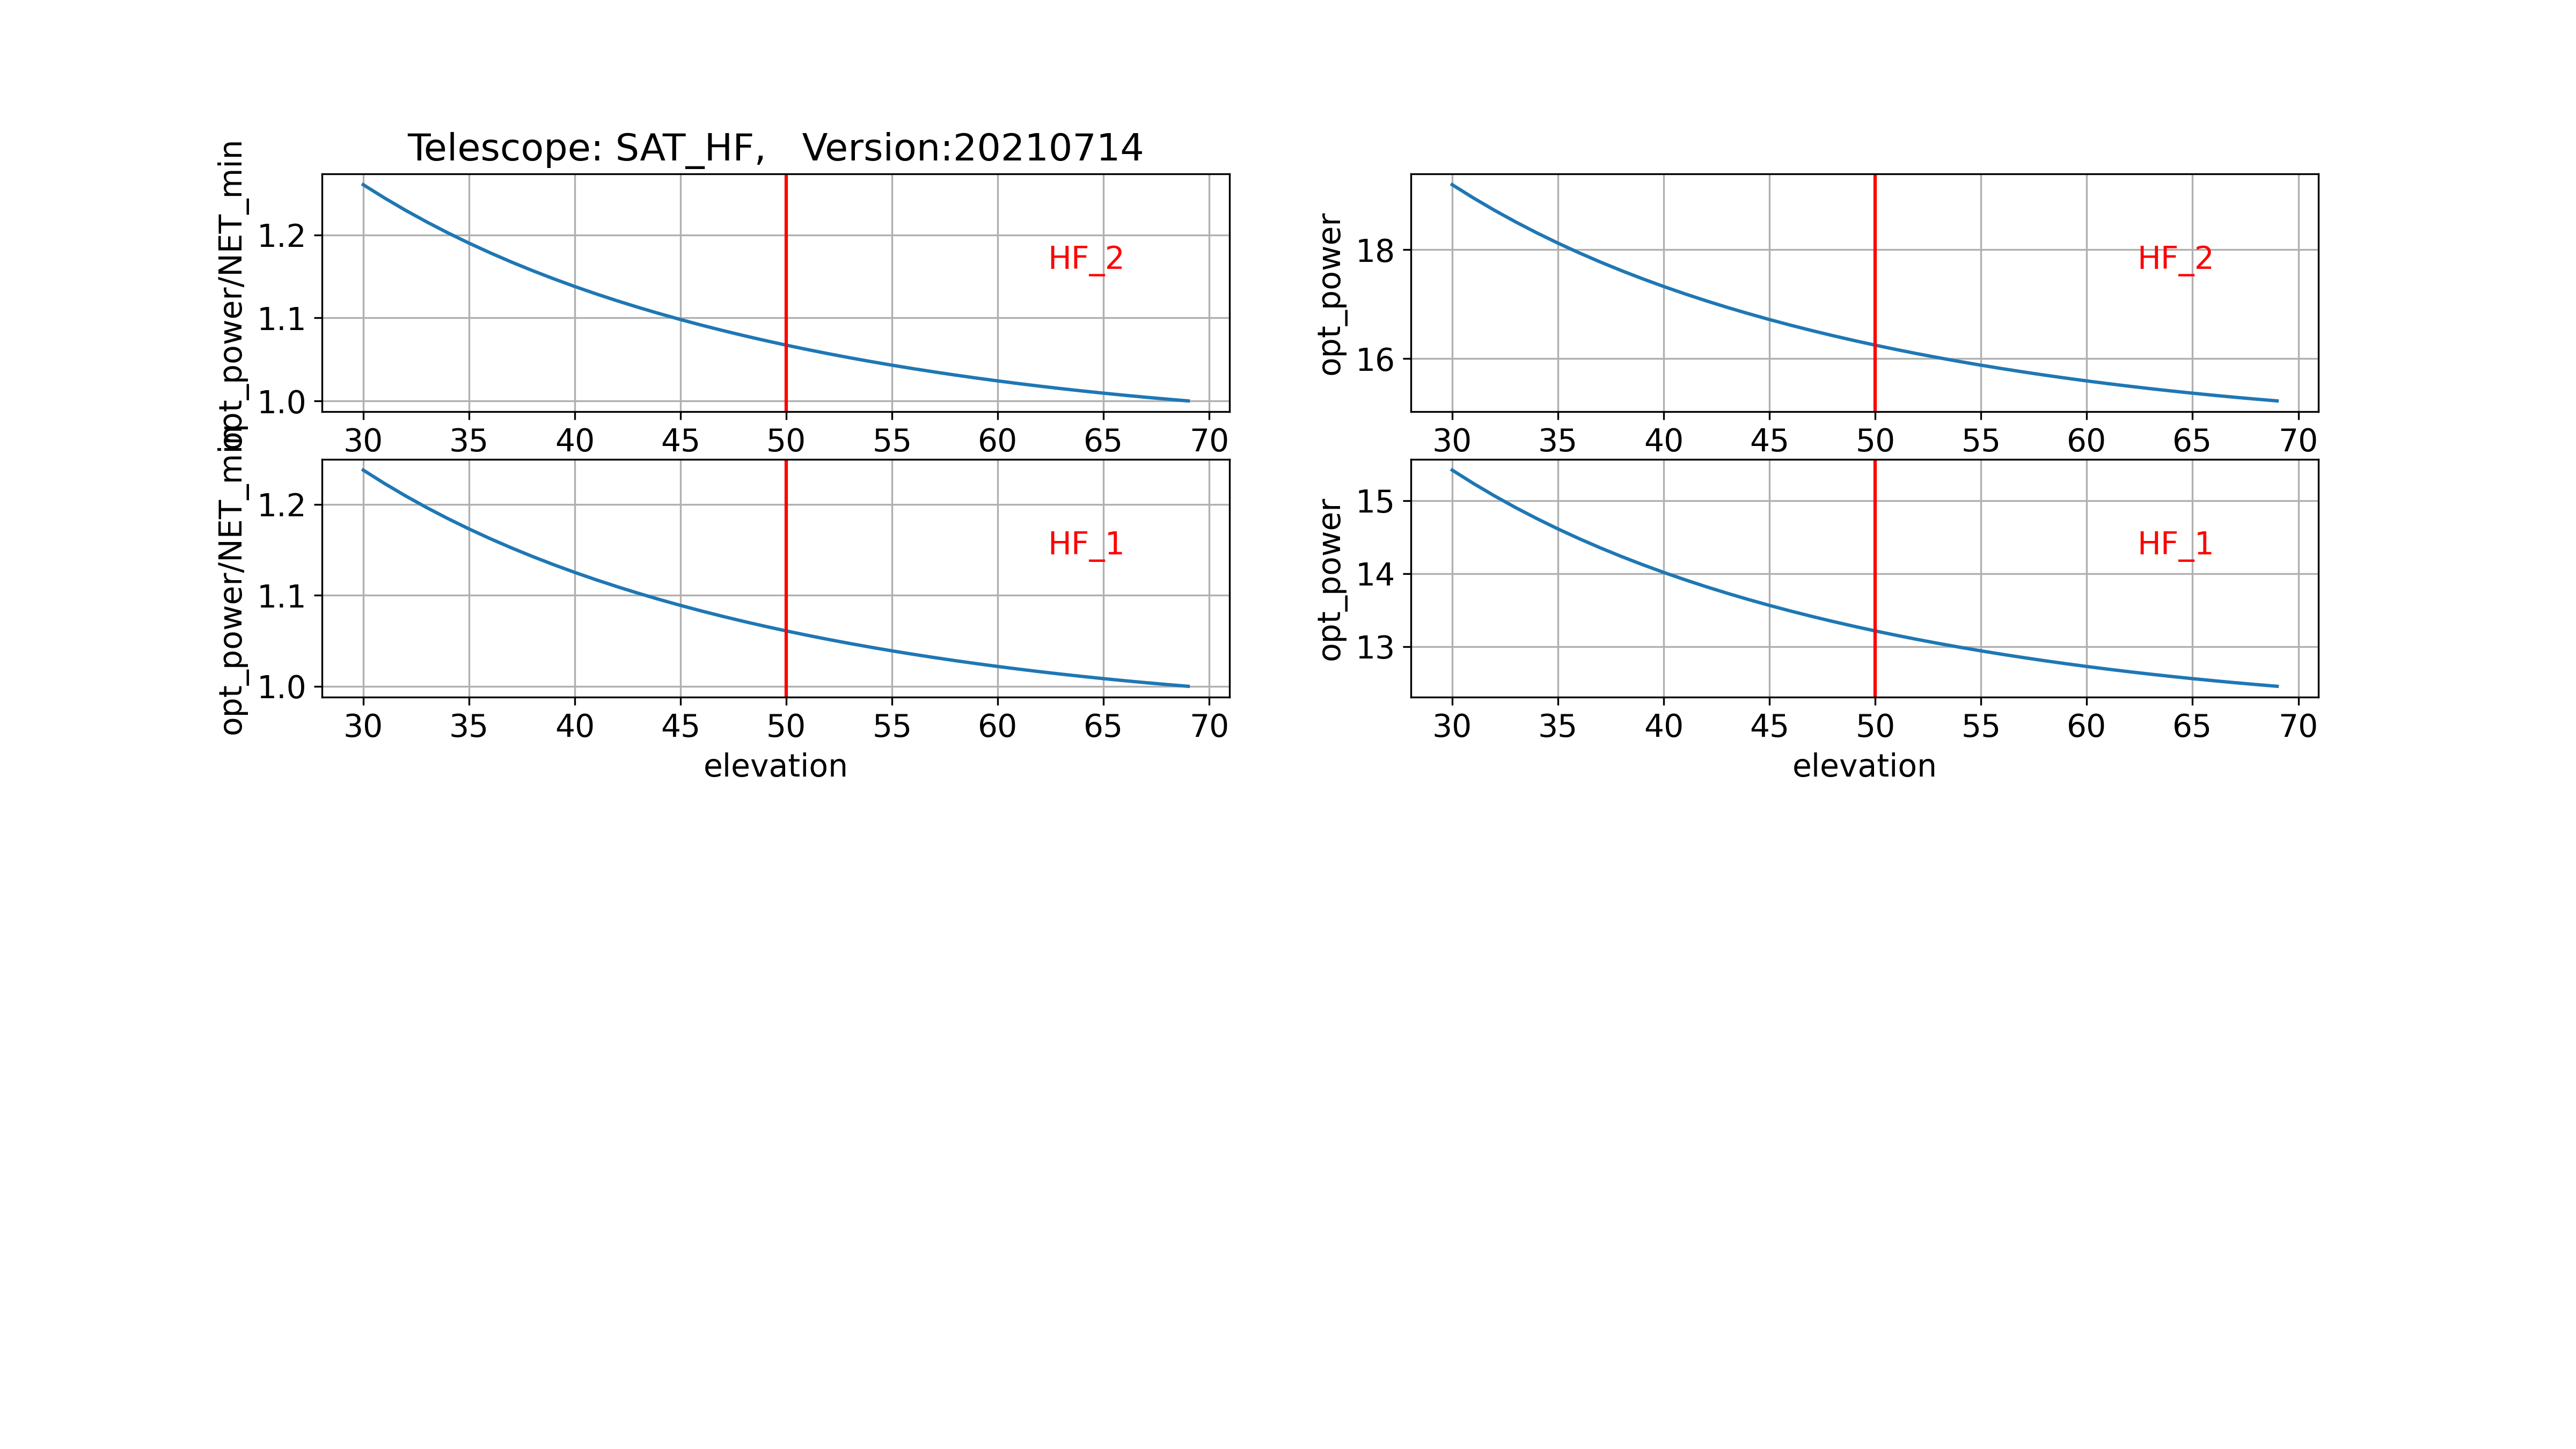 Telescope: SAT_HF,   Version:20210714
opt_power/NET_min
1.2
1.1
1.0
HF_2
30 35 40 45 50 55 60 65 70
opt_power
18
16
HF_2
30 35 40 45 50 55 60 65 70
opt_power/NET_min
1.2
1.1
1.0
HF_1
30 35 40 45 50 55 60 65 70
elevation
opt_power
15
14
13
HF_1
30 35 40 45 50 55 60 65 70
elevation